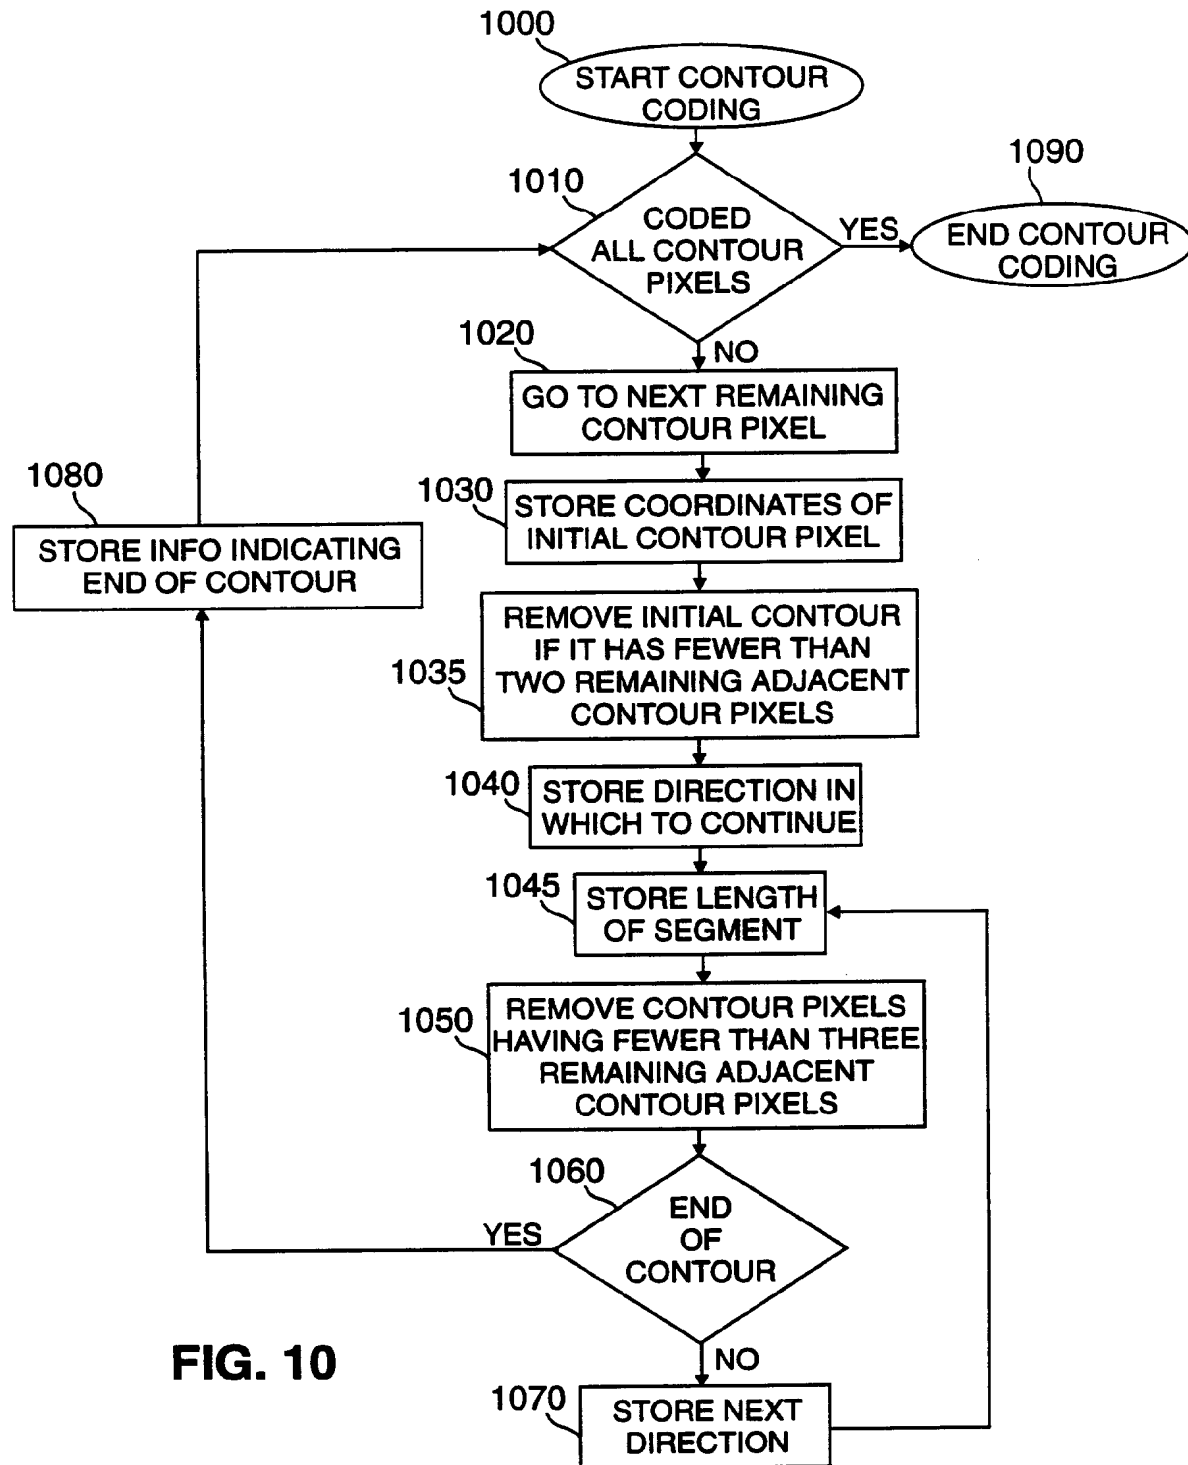 1000
START CONTOUR
CODING
1010
CODED
ALL CONTOUR
PIXELS
YES
1090
END CONTOUR
CODING
NO
1020
GO TO NEXT REMAINING
CONTOUR PIXEL
1030
STORE COORDINATES OF
INITIAL CONTOUR PIXEL
1080
STORE INFO INDICATING
END OF CONTOUR
1035
REMOVE INITIAL CONTOUR
IF IT HAS FEWER THAN
TWO REMAINING ADJACENT
CONTOUR PIXELS
1040
STORE DIRECTION IN
WHICH TO CONTINUE
1045
STORE LENGTH
OF SEGMENT
1050
REMOVE CONTOUR PIXELS
HAVING FEWER THAN THREE
REMAINING ADJACENT
CONTOUR PIXELS
1060
END
OF
CONTOUR
YES
NO
1070
STORE NEXT
DIRECTION
FIG. 10